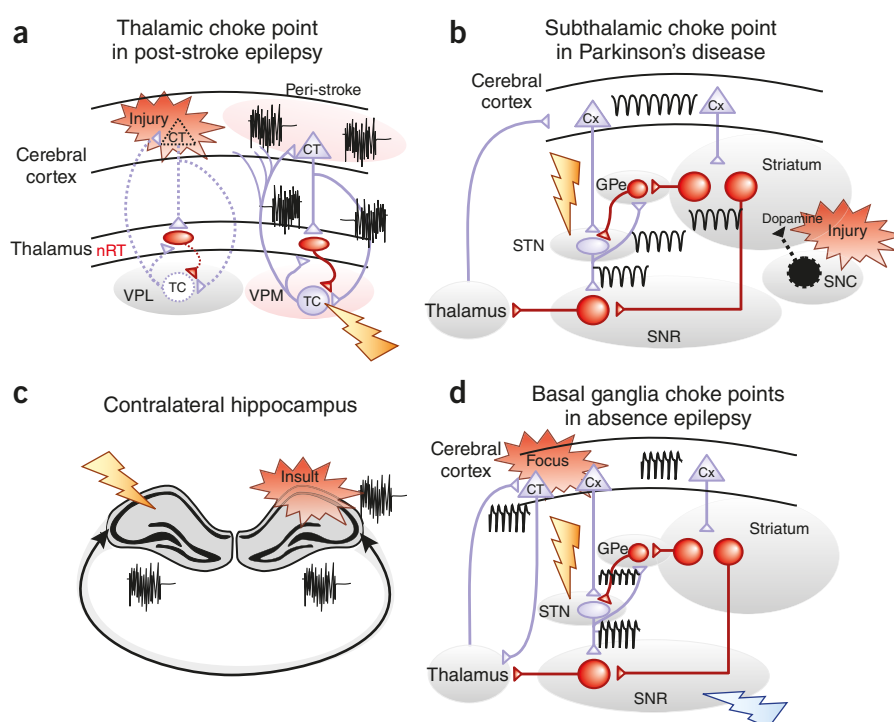 a
Thalamic choke point
in post-stroke epilepsy
Peri-stroke
Injury
CT
CT
Cerebral
cortex
Thalamus nRT
VPL
TC
VPM
TC
b
Subthalamic choke point
in Parkinson's disease
Cerebral
cortex
Cx
Cx
Striatum
GPe
Dopamine
Injury
STN
SNC
Thalamus
SNR
c
Contralateral hippocampus
Insult
d
Basal ganglia choke points
in absence epilepsy
Cerebral
cortex
Focus
CT
Cx
Cx
Striatum
GPe
STN
Thalamus
SNR